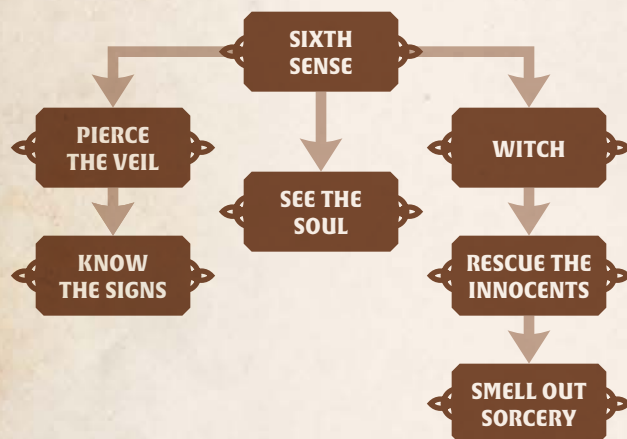 SIXTH
SENSE
PIERCE
THE VEIL
WITCH
SEE THE
SOUL
KNOW
THE SIGNS
RESCUE THE
INNOCENTS
SMELL OUT
SORCERY